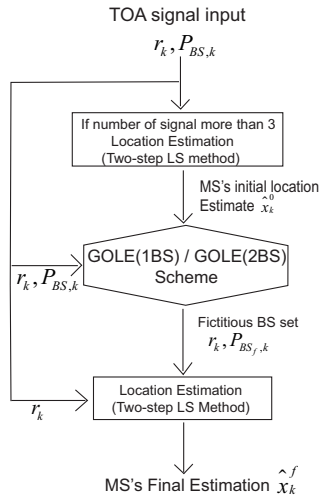 TOA signal input
r_k, P_{BS,k}
If number of signal more than 3
Location Estimation
(Two-step LS method)
MS's initial location
Estimate \hat{x}_k^0
GOLE(1BS) / GOLE(2BS)
Scheme
r_k, P_{BS,k}
Fictitious BS set
r_k, P_{BS_f,k}
Location Estimation
(Two-step LS Method)
r_k
MS's Final Estimation \hat{x}_k^f